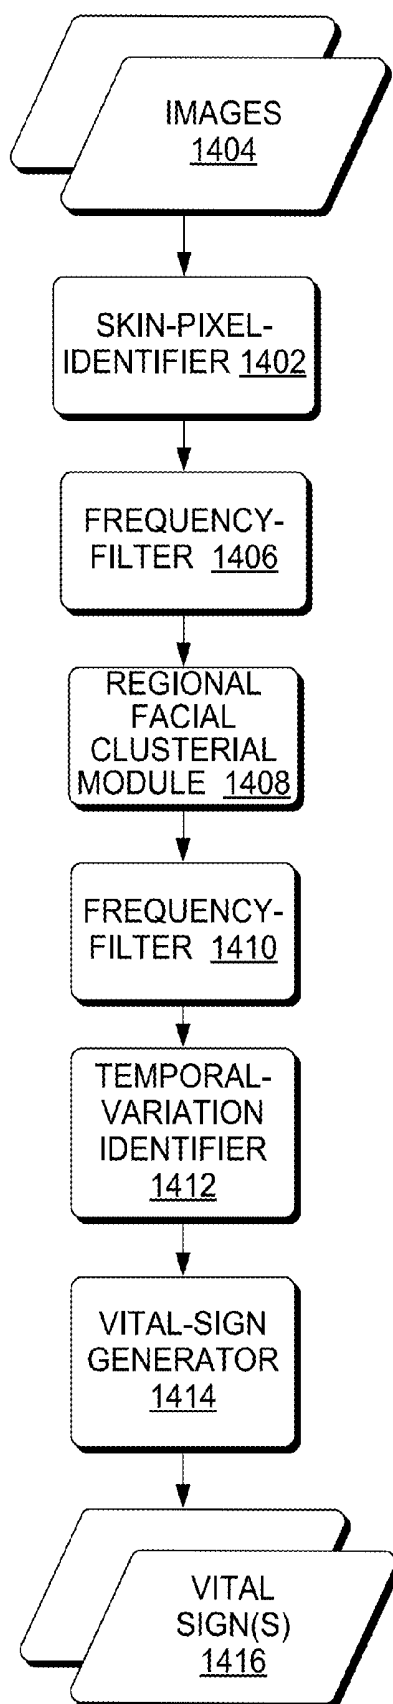 IMAGES
1404
SKIN-PIXEL-
IDENTIFIER 1402
FREQUENCY-
FILTER 1406
REGIONAL
FACIAL
CLUSTERIAL
MODULE 1408
FREQUENCY-
FILTER 1410
TEMPORAL-
VARIATION
IDENTIFIER
1412
VITAL-SIGN
GENERATOR
1414
VITAL
SIGN(S)
1416